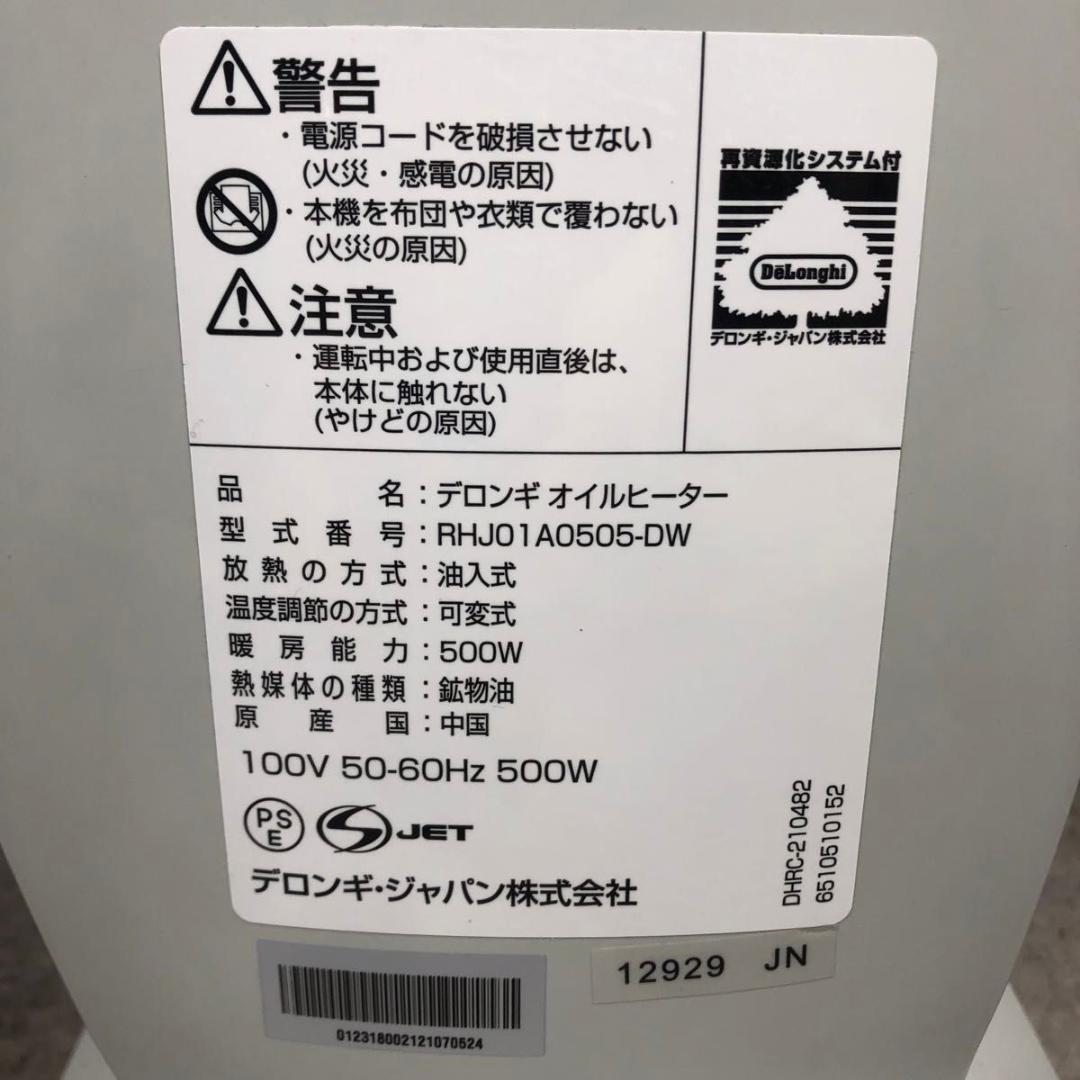 警告
・電源コードを破損させない
(火災・感電の原因)
・本機を布団や衣類で覆わない
(火災の原因)
注意
・運転中および使用直後は、
本体に触れない
(やけどの原因)
再資源化システム付
DeLonghi
デロンギ・ジャパン株式会社
品名：デロンギ オイルヒーター
型式番号：RHJ01A0505-DW
放熱の方式：油入式
温度調節の方式：可変式
暖房能力：500W
熱媒体の種類：鉱物油
原産国：中国
100V 50-60Hz 500W
PSE JET
デロンギ・ジャパン株式会社
DHRC-210482
6510510152
12929 JN
012318002121070524